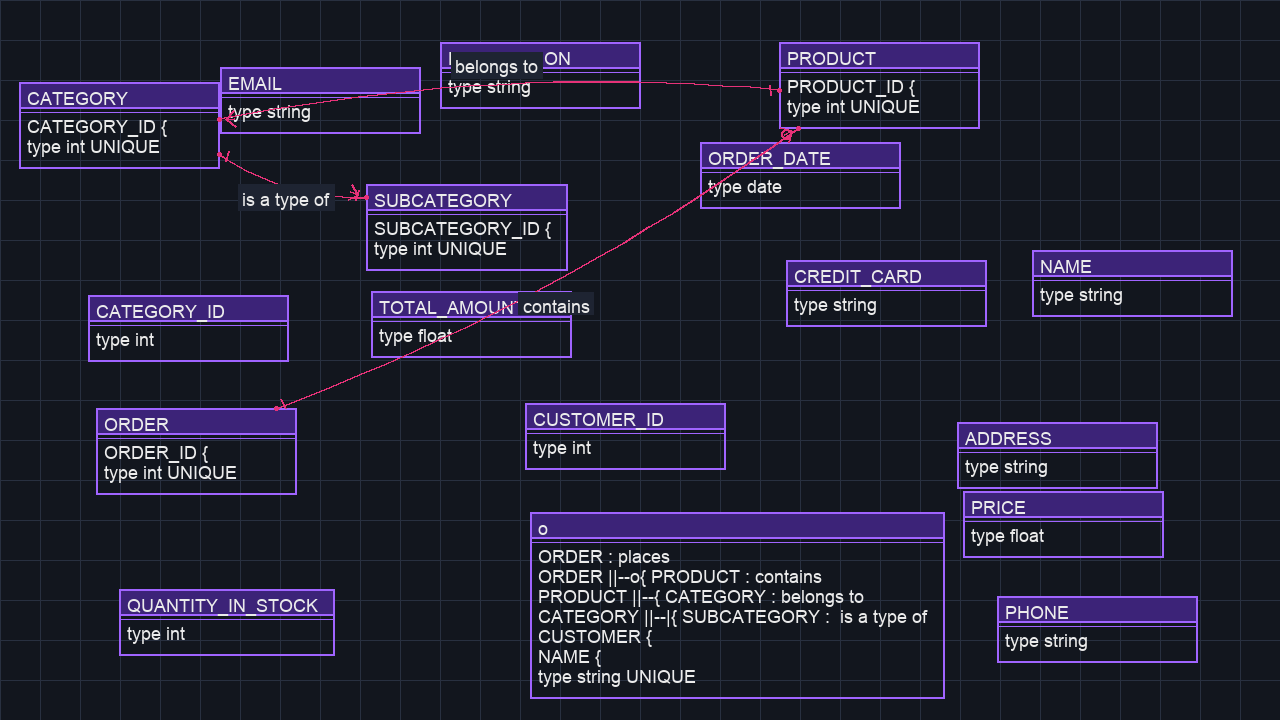 ON
belongs to
type string
PRODUCT
PRODUCT_ID {
type int UNIQUE
EMAIL
type string
CATEGORY
CATEGORY_ID {
type int UNIQUE
ORDER_DATE
type date
is a type of
SUBCATEGORY
SUBCATEGORY_ID {
type int UNIQUE
CREDIT_CARD
type string
NAME
type string
CATEGORY_ID
type int
TOTAL_AMOUN
contains
type float
ORDER
ORDER_ID {
type int UNIQUE
CUSTOMER_ID
type int
ADDRESS
type string
PRICE
type float
o
ORDER : places
ORDER ||--o{ PRODUCT : contains
PRODUCT ||--{ CATEGORY : belongs to
CATEGORY ||--|{ SUBCATEGORY :  is a type of
CUSTOMER {
NAME {
type string UNIQUE
QUANTITY_IN_STOCK
type int
PHONE
type string